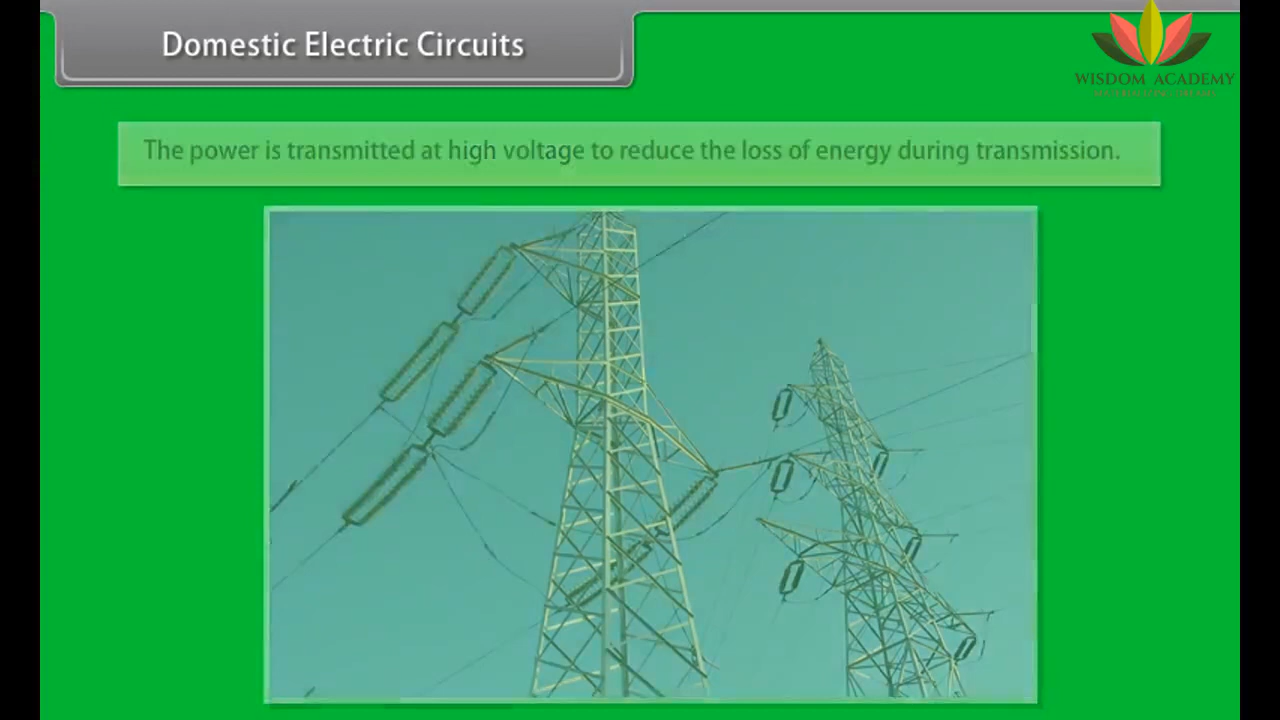 Domestic Electric Circuits
WISDOM ACADEMY
The power is transmitted at high voltage to reduce the loss of energy during transmission.